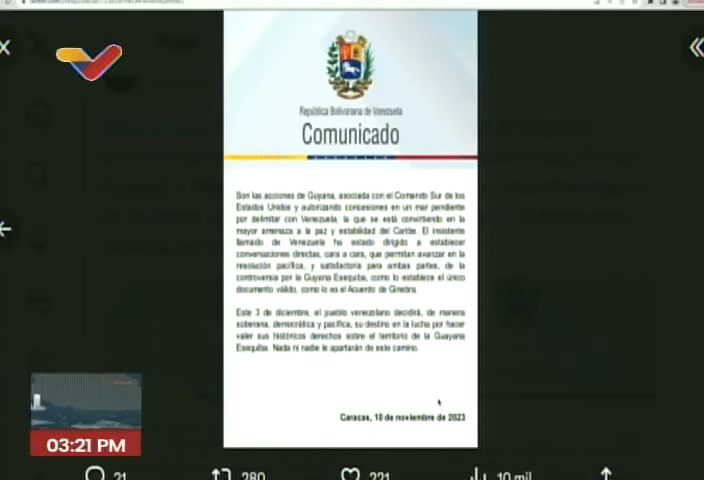 República Bolivariana de Venezuela
Comunicado
Son las acciones de Guyana, asociada con el Comando Sur de los
Estados Unidos y autorizando concesiones en un mar pendiente
por delimitar con Venezuela, la que se está convirtiendo en la
mayor amenaza a la paz y estabilidad del Caribe. El insistente
llamado de Venezuela ha estado dirigido a establecer
conversaciones directas, cara a cara, que permitan avanzar en la
resolución pacífica, y satisfactoria para ambas partes, de la
controversia por la Guyana Esequiba, como lo establece el único
documento válido, como lo es el Acuerdo de Ginebra.
Este 3 de diciembre, el pueblo venezolano decidirá, de manera
soberana, democrática y pacífica, su destino en la lucha por hacer
valer sus históricos derechos sobre el territorio de la Guayana
Esequiba. Nada ni nadie le apartarán de este camino.
Caracas, 10 de noviembre de 2023
03:21 PM
21 280 221 10 mil